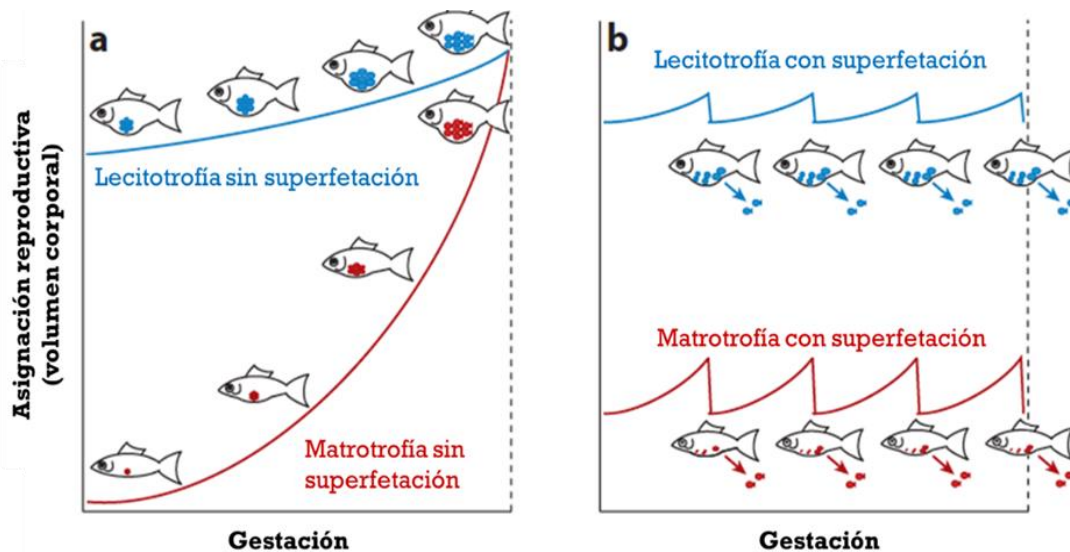 a
Lecitotrofía sin superfetación
Matrotrofía sin
superfetación
Asignación reproductiva
(volumen corporal)
Gestación
b
Lecitotrofía con superfetación
Matrotrofía con superfetación
Gestación